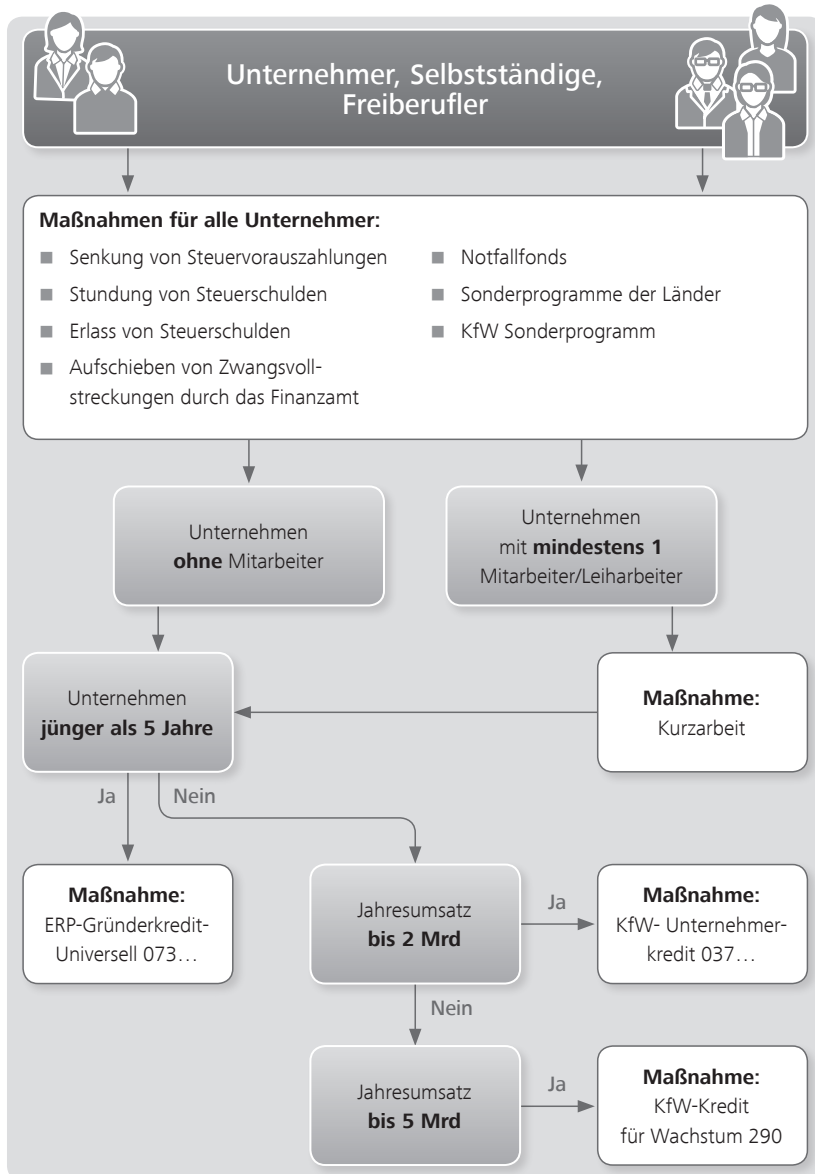 Unternehmer, Selbstständige,
Freiberufler
Maßnahmen für alle Unternehmer:
Senkung von Steuervorauszahlungen
Stundung von Steuerschulden
Erlass von Steuerschulden
Aufschieben von Zwangsvoll-
streckungen durch das Finanzamt
Notfallfonds
Sonderprogramme der Länder
KfW Sonderprogramm
Unternehmen
ohne Mitarbeiter
Unternehmen
mit mindestens 1
Mitarbeiter/Leiharbeiter
Unternehmen
jünger als 5 Jahre
Maßnahme:
Kurzarbeit
Ja
Nein
Maßnahme:
ERP-Gründerkredit-
Universell 073…
Jahresumsatz
bis 2 Mrd
Ja
Maßnahme:
KfW- Unternehmer-
kredit 037…
Nein
Jahresumsatz
bis 5 Mrd
Ja
Maßnahme:
KfW-Kredit
für Wachstum 290